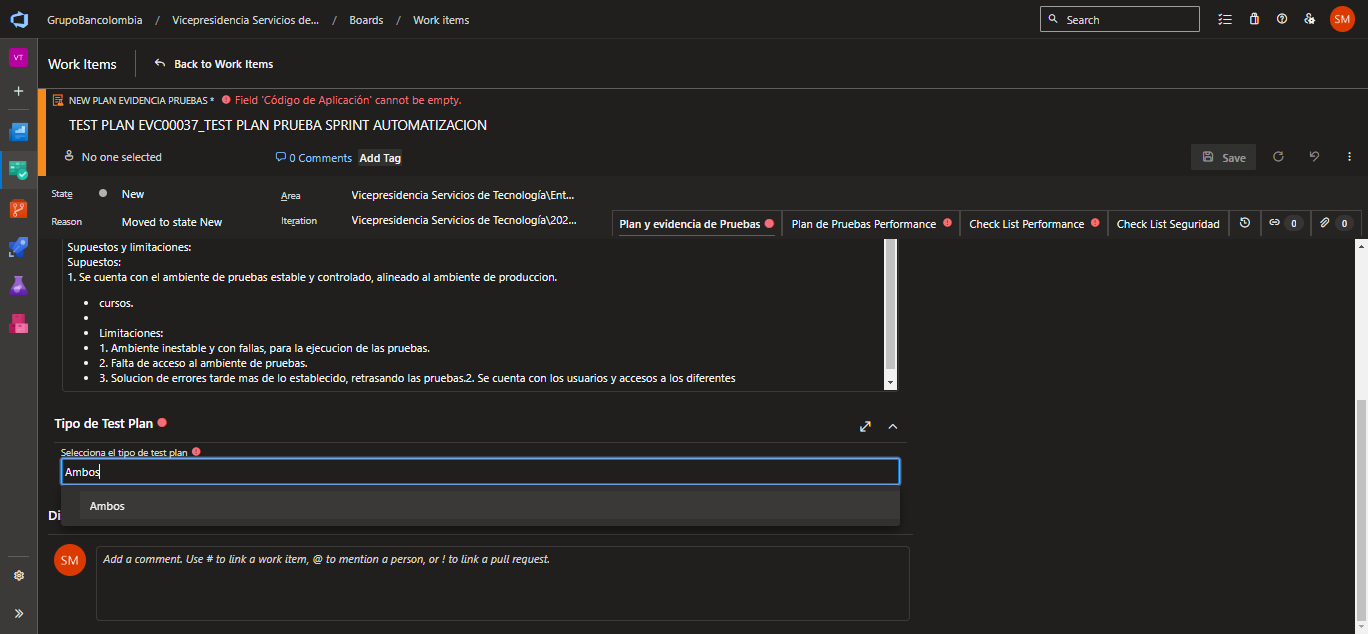 GrupoBancolombia / Vicepresidencia Servicios de... / Boards / Work items
Search
SM
VT
Work Items
Back to Work Items
NEW PLAN EVIDENCIA PRUEBAS * Field 'Código de Aplicación' cannot be empty.
TEST PLAN EVC00037_TEST PLAN PRUEBA SPRINT AUTOMATIZACION
No one selected
0 Comments
Add Tag
Save
State
New
Area
Vicepresidencia Servicios de Tecnología\Ent...
Reason
Moved to state New
Iteration
Vicepresidencia Servicios de Tecnología\202...
Plan y evidencia de Pruebas
Plan de Pruebas Performance
Check List Performance
Check List Seguridad
0
0
Supuestos y limitaciones:
Supuestos:
1. Se cuenta con el ambiente de pruebas estable y controlado, alineado al ambiente de produccion.
• cursos.
•
• Limitaciones:
• 1. Ambiente inestable y con fallas, para la ejecucion de las pruebas.
• 2. Falta de acceso al ambiente de pruebas.
• 3. Solucion de errores tarde mas de lo establecido, retrasando las pruebas.2. Se cuenta con los usuarios y accesos a los diferentes
Tipo de Test Plan
Selecciona el tipo de test plan
Ambos
Ambos
Di
SM
Add a comment. Use # to link a work item, @ to mention a person, or ! to link a pull request.